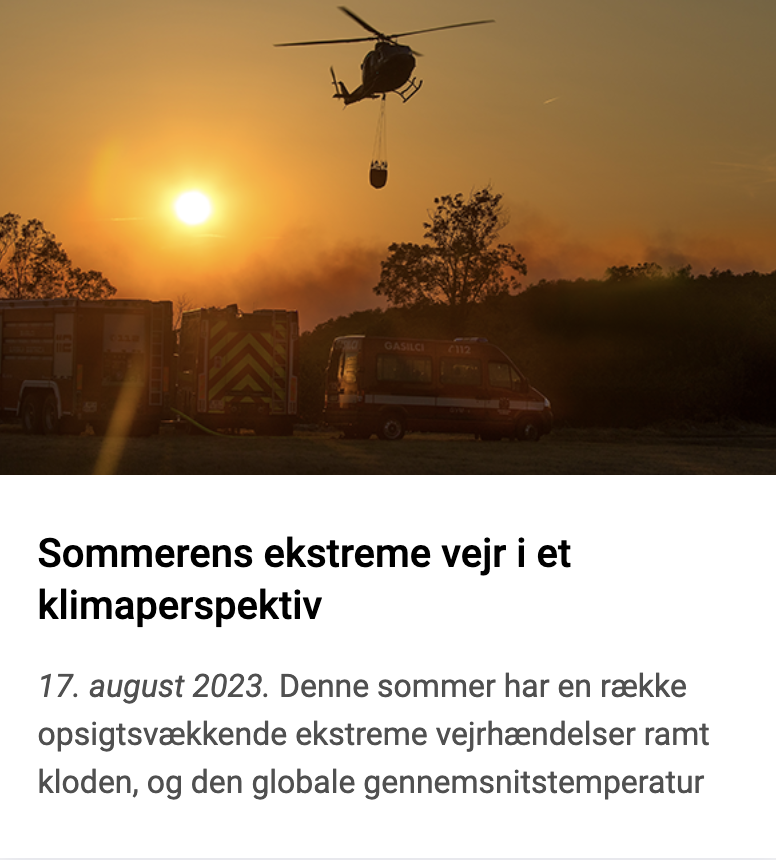 GASILCI 112
Sommerens ekstreme vejr i et
klimaperspektiv
17. august 2023. Denne sommer har en række
opsigtsvækkende ekstreme vejrhændelser ramt
kloden, og den globale gennemsnitstemperatur